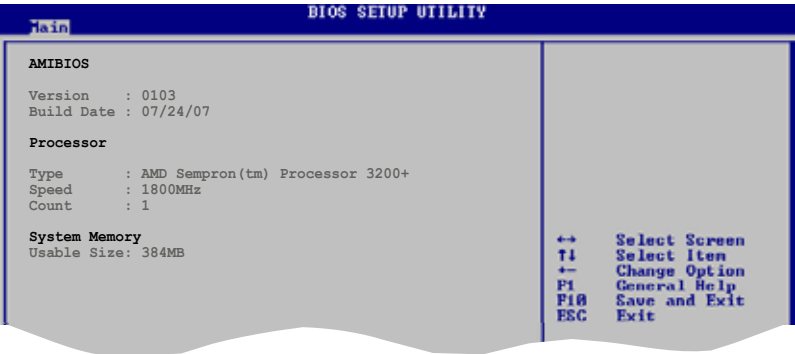 BIOS SETUP UTILITY
Main
AMIBIOS
Version : 0103
Build Date : 07/24/07
Processor
Type : AMD Sempron(tm) Processor 3200+
Speed : 1800MHz
Count : 1
System Memory
Usable Size: 384MB
←→ Select Screen
↑↓ Select Item
+- Change Option
F1 General Help
F10 Save and Exit
ESC Exit